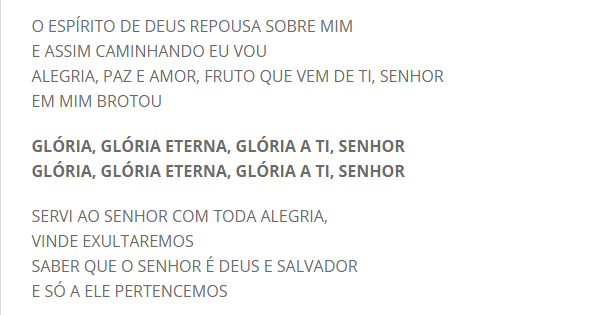 O ESPÍRITO DE DEUS REPOUSA SOBRE MIM
E ASSIM CAMINHANDO EU VOU
ALEGRIA, PAZ E AMOR, FRUTO QUE VEM DE TI, SENHOR
EM MIM BROTOU
GLÓRIA, GLÓRIA ETERNA, GLÓRIA A TI, SENHOR
GLÓRIA, GLÓRIA ETERNA, GLÓRIA A TI, SENHOR
SERVI AO SENHOR COM TODA ALEGRIA,
VINDE EXULTAREMOS
SABER QUE O SENHOR É DEUS E SALVADOR
E SÓ A ELE PERTENCEMOS